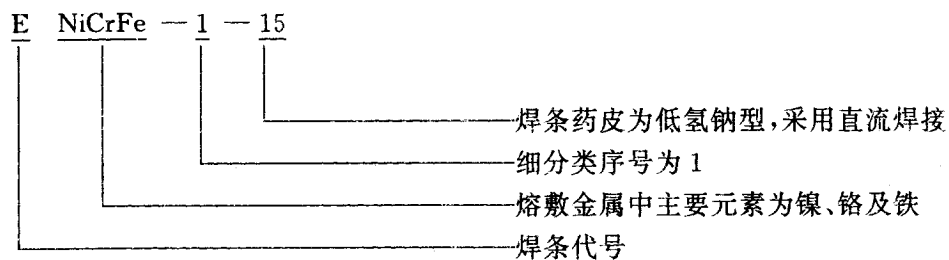 E NiCrFe — 1 — 15
焊条药皮为低氢钠型,采用直流焊接
细分类序号为 1
熔敷金属中主要元素为镍、铬及铁
焊条代号